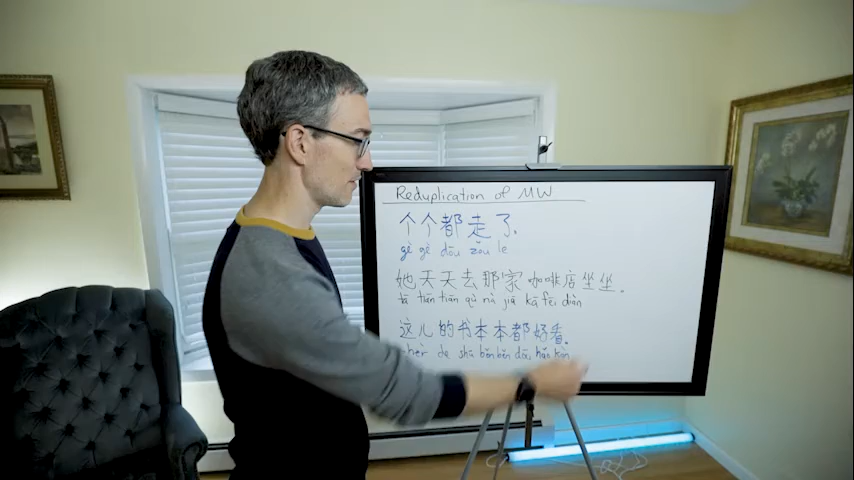 Reduplication of MW
个个都走了.
gè gè dōu zǒu le
她天天去那家咖啡店坐坐.
tā tiān tiān qù nà jiā kā fēi diàn
这儿的书本本都好看.
de shū běn běn dōu hǎo kàn